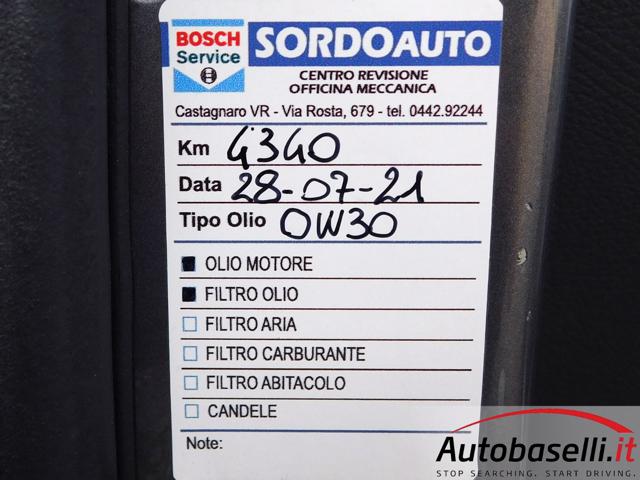 BOSCH
Service
SORDOAUTO
CENTRO REVISIONE
OFFICINA MECCANICA
Castagnaro VR - Via Rosta, 679 - tel. 0442.92244
Km 4340
Data 28-07-21
Tipo Olio 0W30
OLIO MOTORE
FILTRO OLIO
FILTRO ARIA
FILTRO CARBURANTE
FILTRO ABITACOLO
CANDELE
Note:
Autobaselli.it
STOP SEARCHING. START DRIVING.